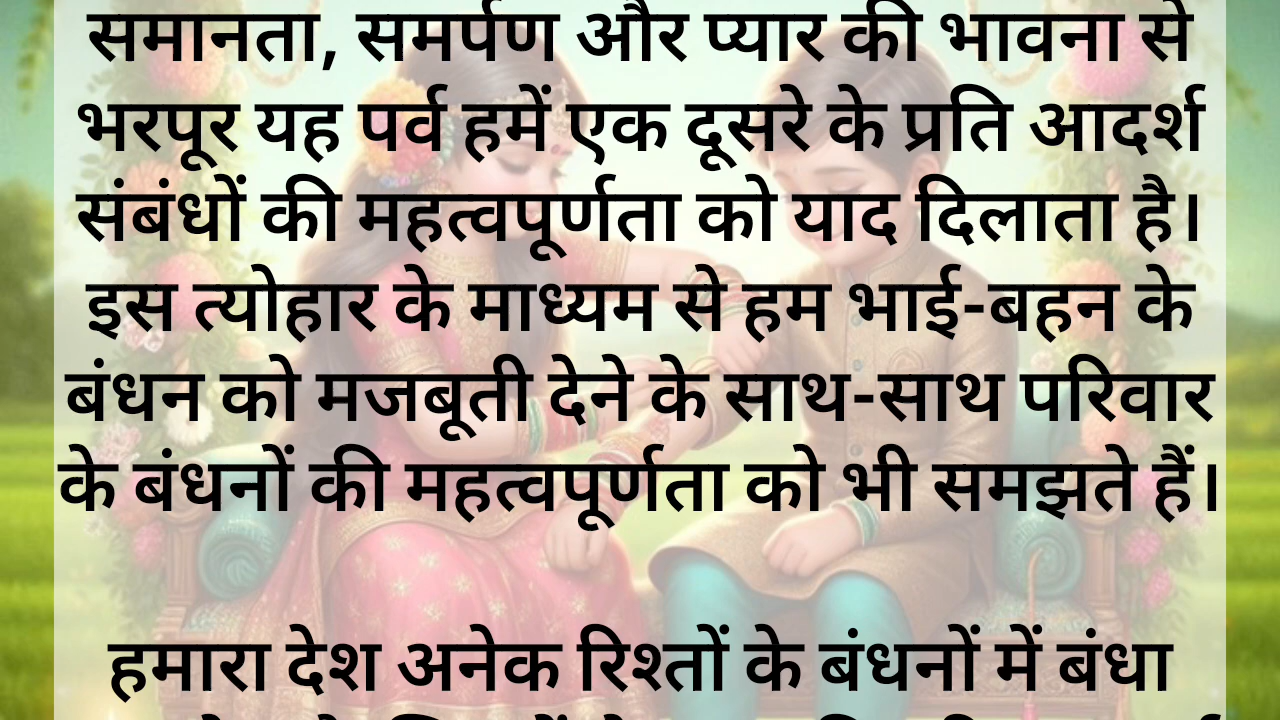 समानता, समर्पण और प्यार की भावना से
भरपूर यह पर्व हमें एक दूसरे के प्रति आदर्श
संबंधों की महत्वपूर्णता को याद दिलाता है।
इस त्योहार के माध्यम से हम भाई-बहन के
बंधन को मजबूती देने के साथ-साथ परिवार
के बंधनों की महत्वपूर्णता को भी समझते हैं।
हमारा देश अनेक रिश्तों के बंधनों में बंधा